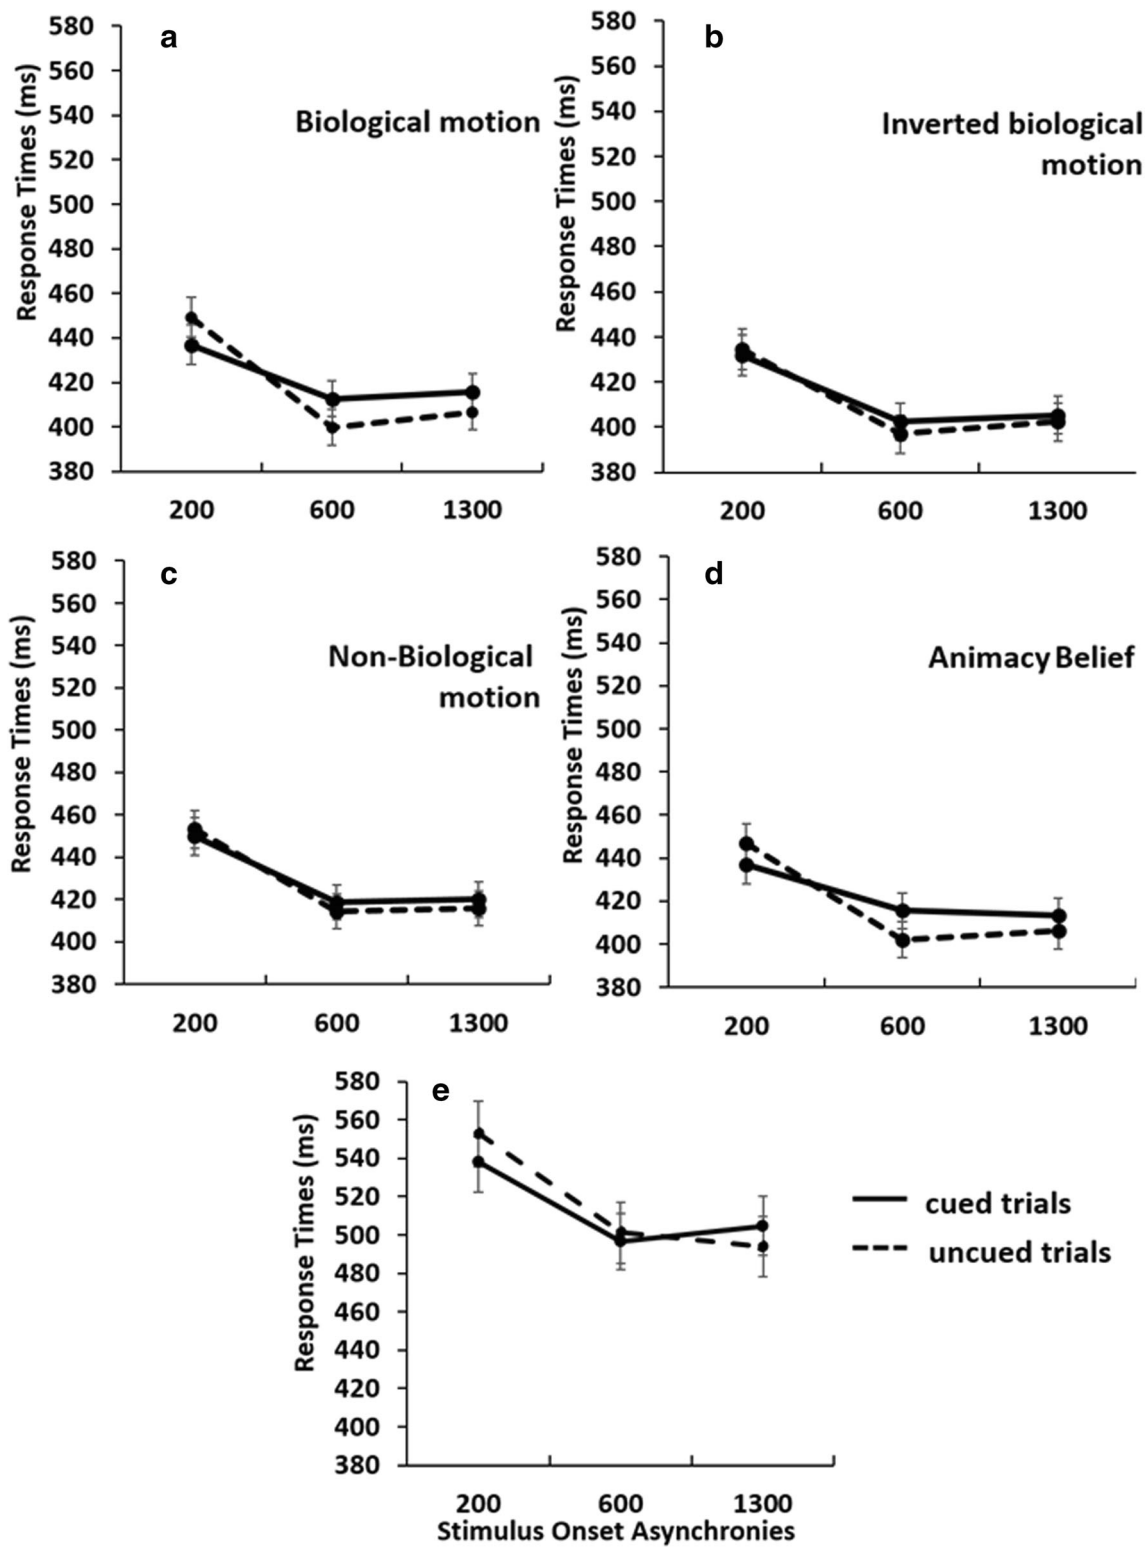 a
Biological motion
Response Times (ms)
580
560
540
520
500
480
460
440
420
400
380
200 600 1300
b
Inverted biological
motion
Response Times (ms)
580
560
540
520
500
480
460
440
420
400
380
200 600 1300
c
Non-Biological
motion
Response Times (ms)
580
560
540
520
500
480
460
440
420
400
380
200 600 1300
d
Animacy Belief
Response Times (ms)
580
560
540
520
500
480
460
440
420
400
380
200 600 1300
e
Response Times (ms)
580
560
540
520
500
480
460
440
420
400
380
200 600 1300
Stimulus Onset Asynchronies
cued trials
uncued trials